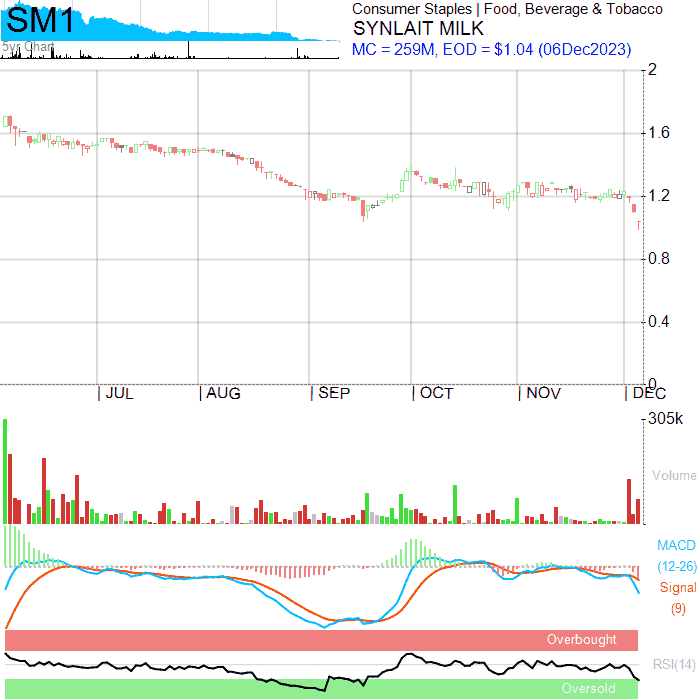 SM1
5yr Chart
Consumer Staples | Food, Beverage & Tobacco
SYNLAIT MILK
MC = 259M, EOD = $1.04 (06Dec2023)
2
1.6
1.2
0.8
0.4
0
JUL
AUG
SEP
OCT
NOV
DEC
305k
Volume
MACD
(12-26)
Signal
(9)
Overbought
RSI(14)
Oversold